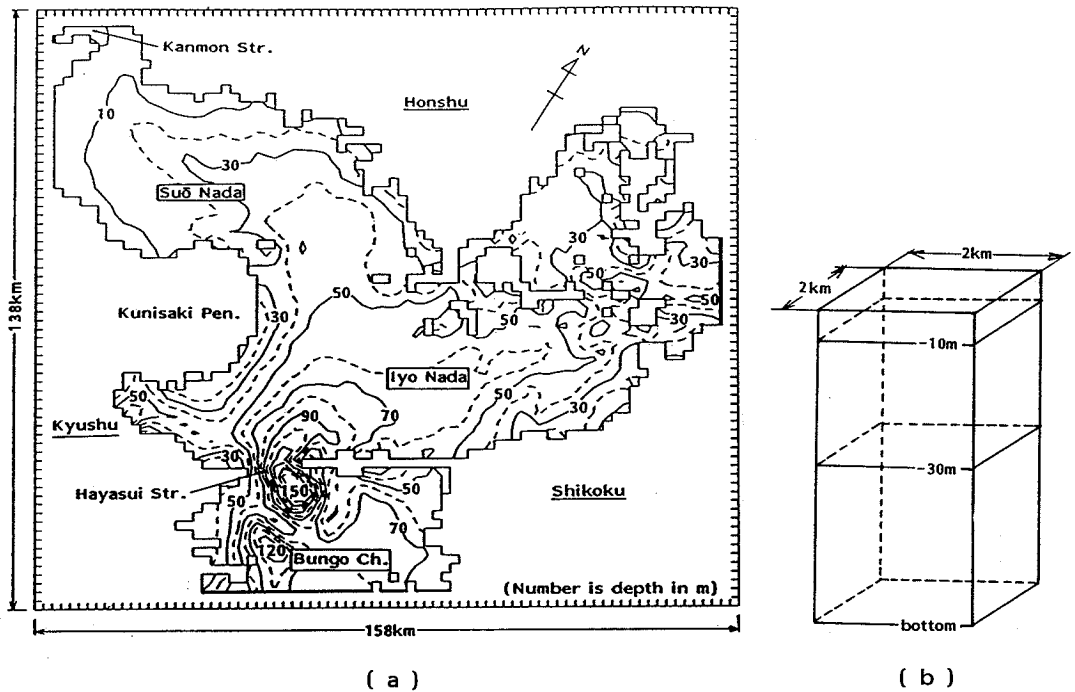 Kanmon Str.
N
Honshu
10
30
Suō Nada
30
30
50
50
30
138km
Kunisaki Pen.
30
50
50
30
Iyo Nada
2km
2km
-10m
-30m
bottom
50
90
70
50
30
Kyushu
30
Hayasui Str.
150
50
50
Shikoku
70
120
Bungo Ch.
(Number is depth in m)
158km
( a )
( b )